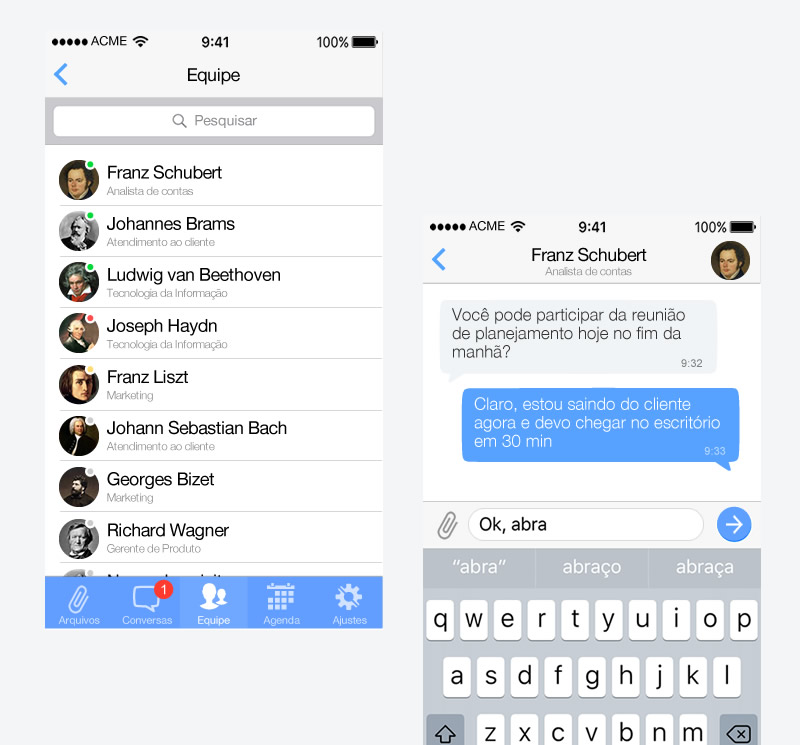 ACME 9:41 100%
Equipe
Pesquisar
Franz Schubert
Analista de contas
Johannes Brams
Atendimento ao cliente
Ludwig van Beethoven
Tecnologia da Informação
Joseph Haydn
Tecnologia da Informação
Franz Liszt
Marketing
Johann Sebastian Bach
Atendimento ao cliente
Georges Bizet
Marketing
Richard Wagner
Gerente de Produto
1
Arquivos Conversas Equipe Agenda Ajustes
ACME 9:41 100%
Franz Schubert
Analista de contas
Você pode participar da reunião
de planejamento hoje no fim da
manhã?
9:32
Claro, estou saindo do cliente
agora e devo chegar no escritório
em 30 min
9:33
Ok, abra
“abra” abraço abraça
q w e r t y u i o p
a s d f g h j k l
z x c v b n m